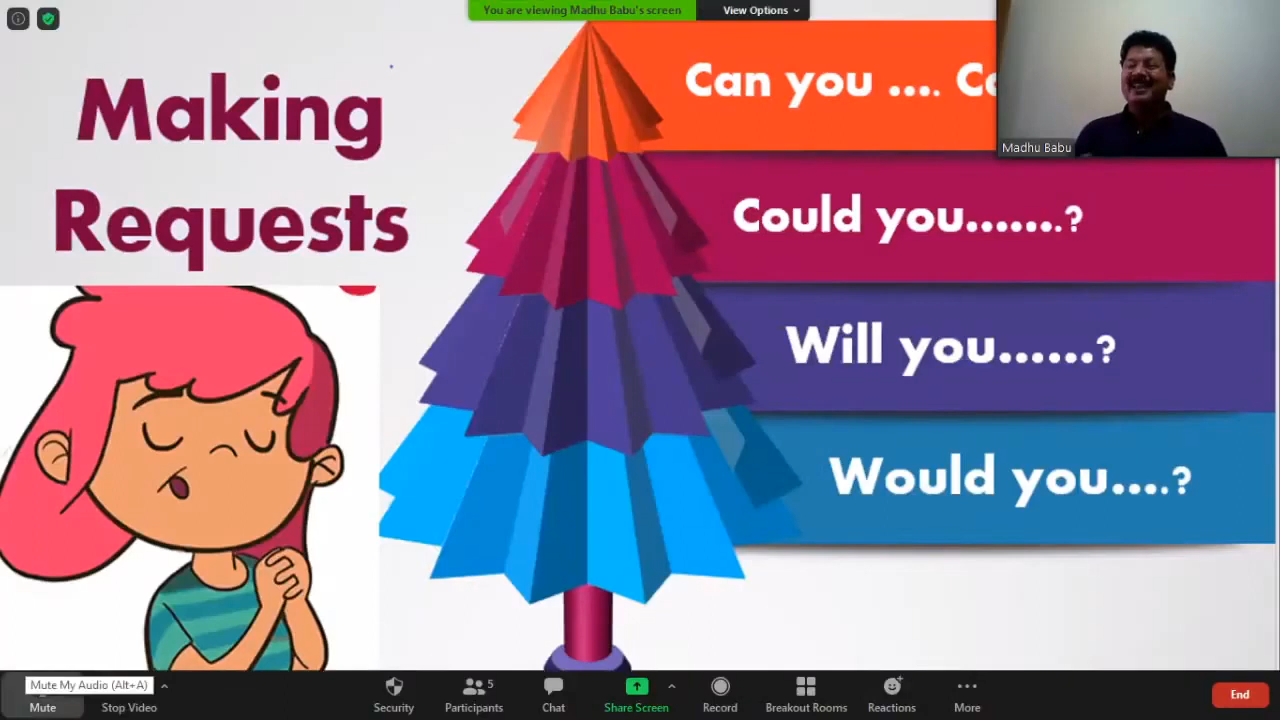 You are viewing Madhu Babu's screen
View Options
Making
Requests
Can you .... Co
Madhu Babu
Could you.......?
Will you......?
Would you....?
Mute My Audio (Alt+A)
Mute
Stop Video
Security
Participants
5
Chat
Share Screen
Record
Breakout Rooms
Reactions
More
End